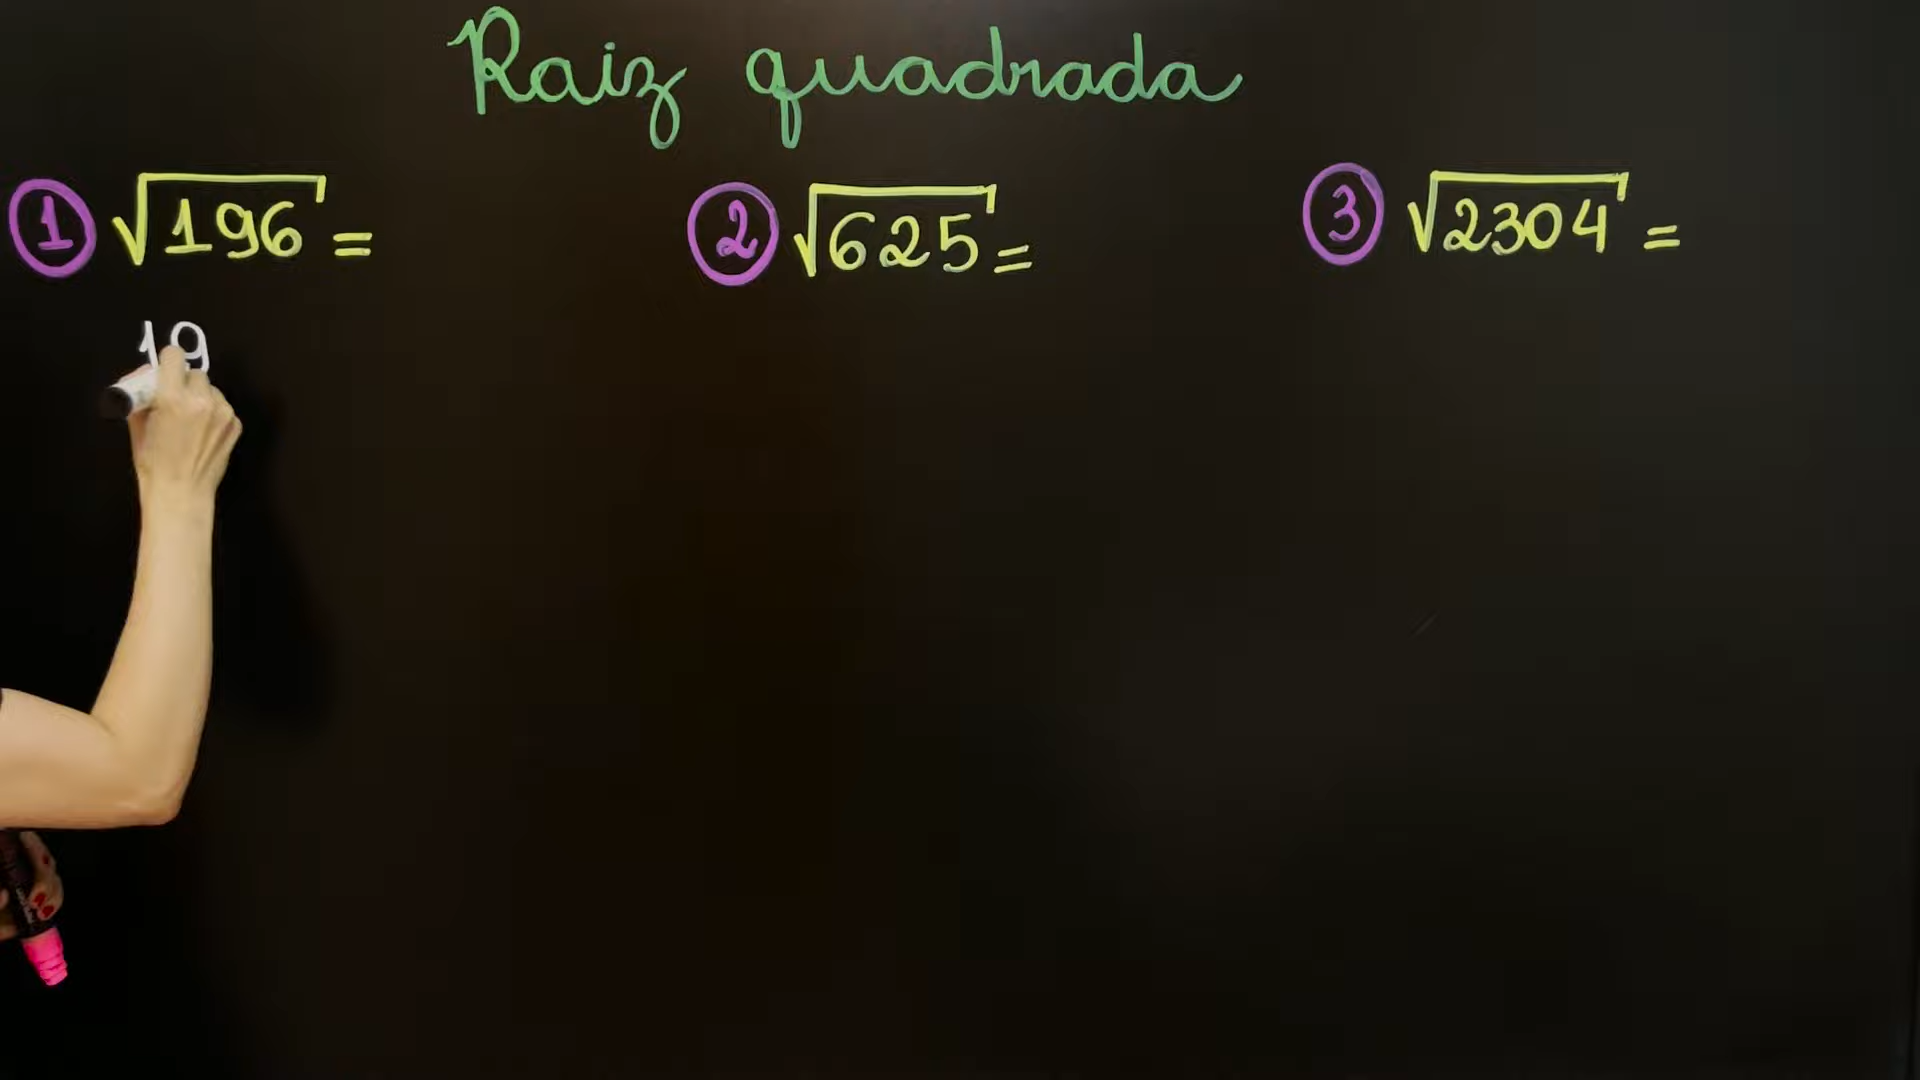 Raiz quadrada
1 √196 = 2 √625 = 3 √2304 =
19